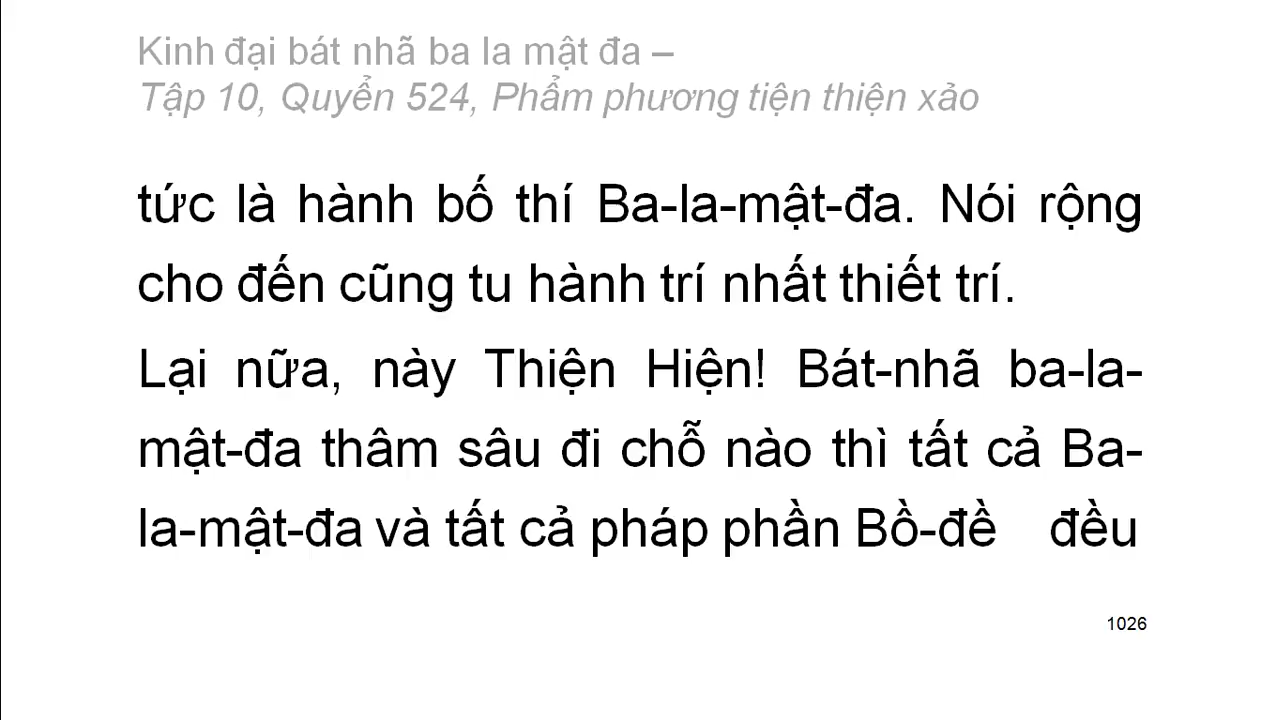 Kinh đại bát nhã ba la mật đa –
Tập 10, Quyển 524, Phẩm phương tiện thiện xảo
tức là hành bố thí Ba-la-mật-đa. Nói rộng
cho đến cũng tu hành trí nhất thiết trí.
Lại nữa, này Thiện Hiện! Bát-nhã ba-la-
mật-đa thâm sâu đi chỗ nào thì tất cả Ba-
la-mật-đa và tất cả pháp phần Bồ-đề đều
1026